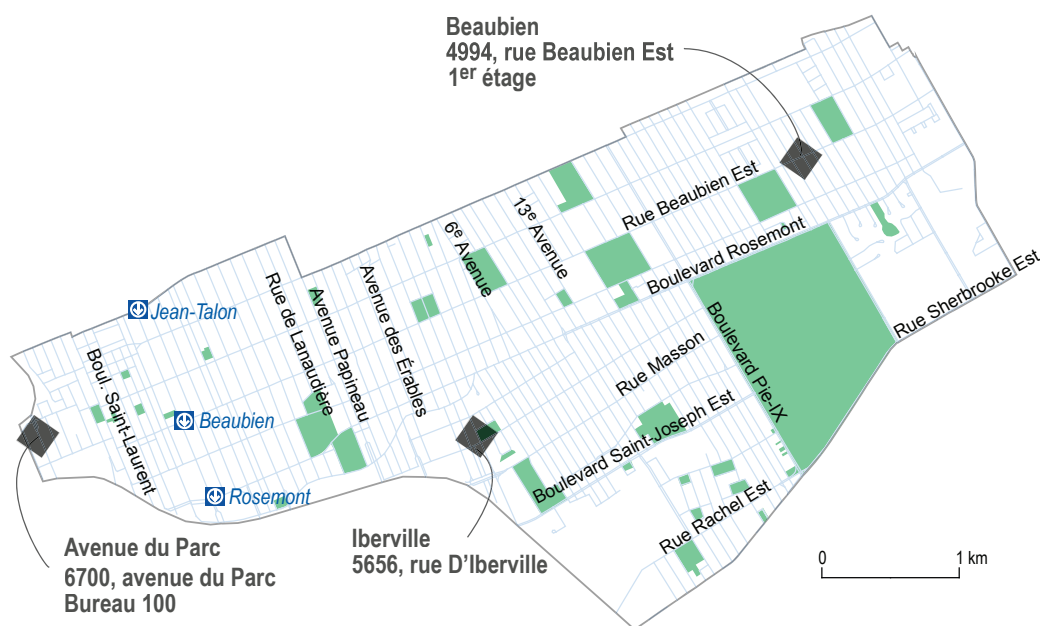 Beaubien
4994, rue Beaubien Est
1er étage
Rue Beaubien Est
13e Avenue
6e Avenue
Boulevard Rosemont
Rue Sherbrooke Est
Avenue des Érables
Avenue Papineau
Rue de Lanaudière
Jean-Talon
Boulevard Pie-IX
Rue Masson
Boul. Saint-Laurent
Beaubien
Boulevard Saint-Joseph Est
Rosemont
Rue Rachel Est
Iberville
5656, rue D'Iberville
Avenue du Parc
6700, avenue du Parc
Bureau 100
0 1 km